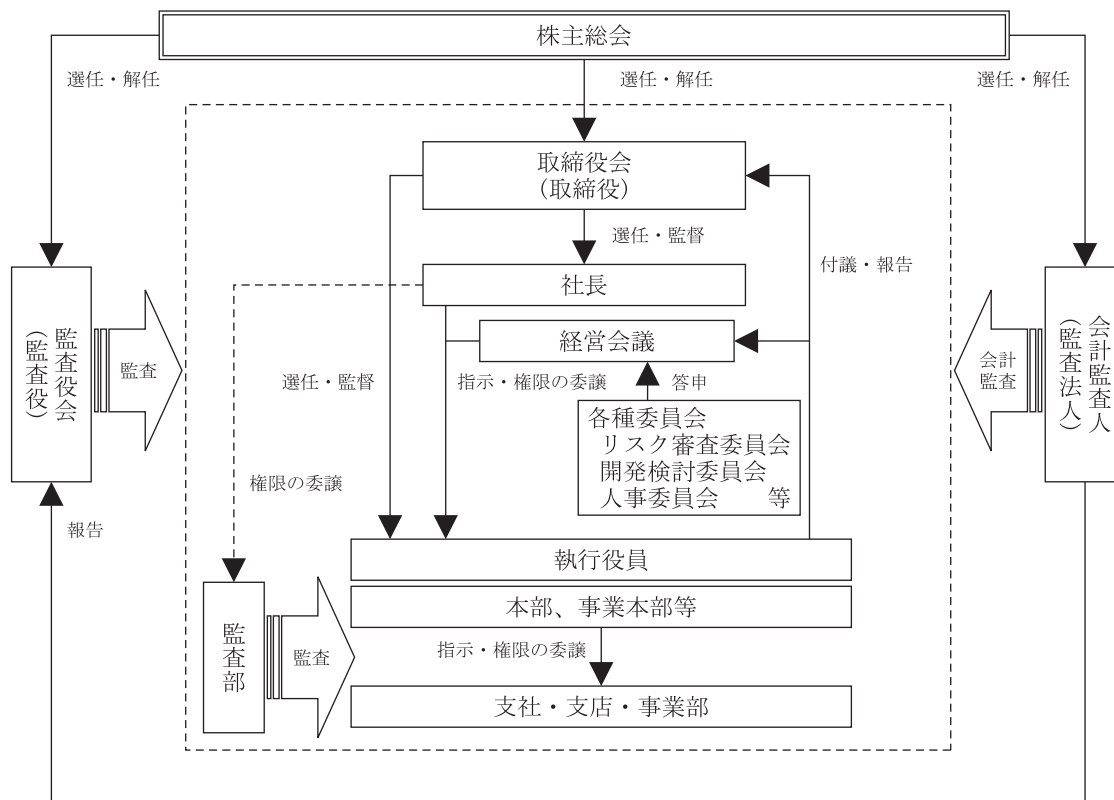 株主総会
選任・解任
選任・解任
選任・解任
取締役会
（取締役）
選任・監督
付議・報告
社長
経営会議
監査役会
（監査役）
監査
会計
監査
会計監査人
（監査法人）
選任・監督
指示・権限の委譲
答申
各種委員会
リスク審査委員会
開発検討委員会
人事委員会　等
権限の委譲
報告
執行役員
本部、事業本部等
監査部
監査
指示・権限の委譲
支社・支店・事業部